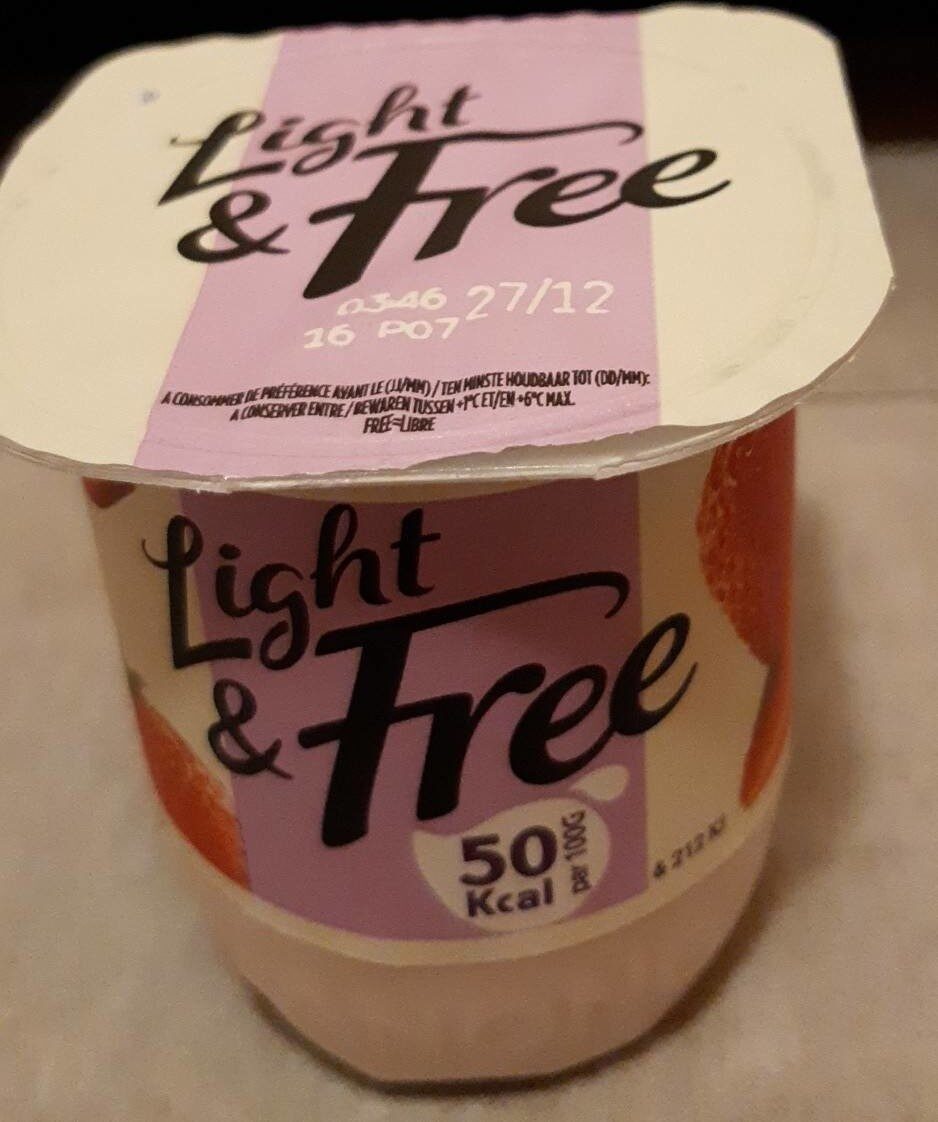 Light
& Free
0346 27/12
16 P07
A CONSOMMER DE PRÉFÉRENCE AVANT LE (JJ/MM) / TEN MINSTE HOUDBAAR TOT (DD/MM):
A CONSERVER ENTRE / BEWAREN TUSSEN +1°C ET/EN +6°C MAX.
FREE=LIBRE
Light
& Free
50
Kcal
par 100G
& 212 KJ